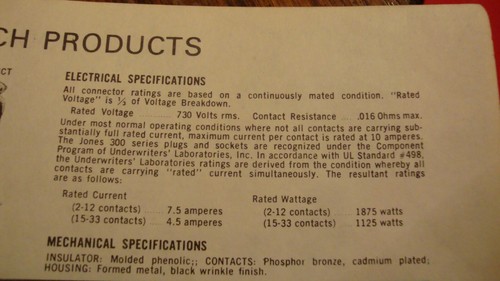 CH PRODUCTS
CT
ELECTRICAL SPECIFICATIONS
All connector ratings are based on a continuously mated condition. "Rated
Voltage" is ⅓ of Voltage Breakdown.
Rated Voltage 730 Volts rms. Contact Resistance .016 Ohms max.
Under most normal operating conditions where not all contacts are carrying sub-
stantially full rated current, maximum current per contact is rated at 10 amperes.
The Jones 300 series plugs and sockets are recognized under the Component
Program of Underwriters' Laboratories, Inc. In accordance with UL Standard #498,
the Underwriters' Laboratories ratings are derived from the condition whereby all
contacts are carrying "rated" current simultaneously. The resultant ratings
are as follows:
Rated Current Rated Wattage
(2-12 contacts) 7.5 amperes (2-12 contacts) 1875 watts
(15-33 contacts) 4.5 amperes (15-33 contacts) 1125 watts
MECHANICAL SPECIFICATIONS
INSULATOR: Molded phenolic;; CONTACTS: Phosphor bronze, cadmium plated;
HOUSING: Formed metal, black wrinkle finish.